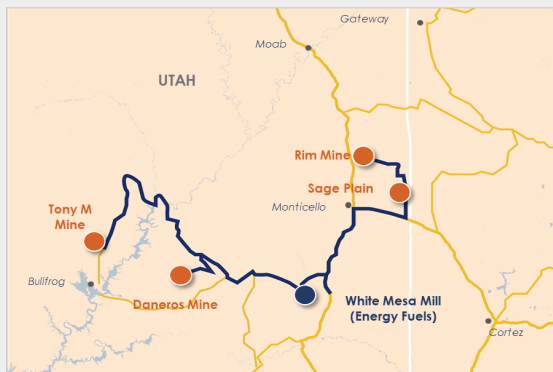 Gateway
Moab
UTAH
Rim Mine
Sage Plain
Monticello
Tony M
Mine
Bullfrog
Daneros Mine
White Mesa Mill
(Energy Fuels)
Cortez